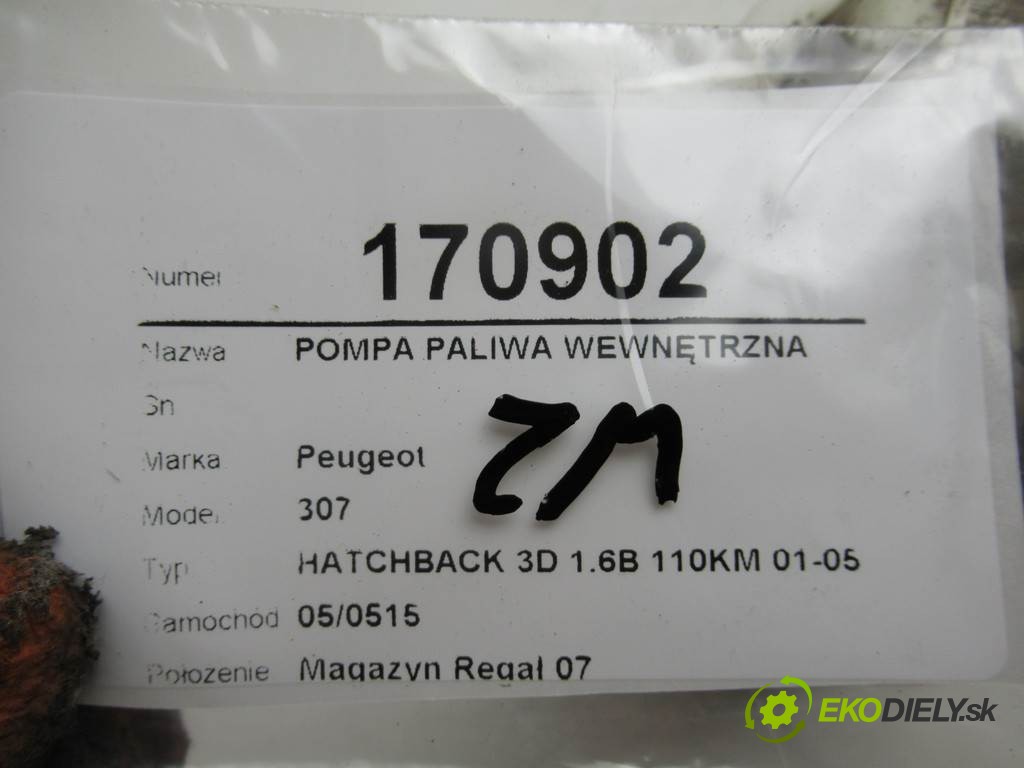 Numer 170902
Nazwa POMPA PALIWA WEWNĘTRZNA
Sn
Marka Peugeot
Model 307
Typ HATCHBACK 3D 1.6B 110KM 01-05
Samochód 05/0515
Położenie Magazyn Regał 07
EKODIELY.sk